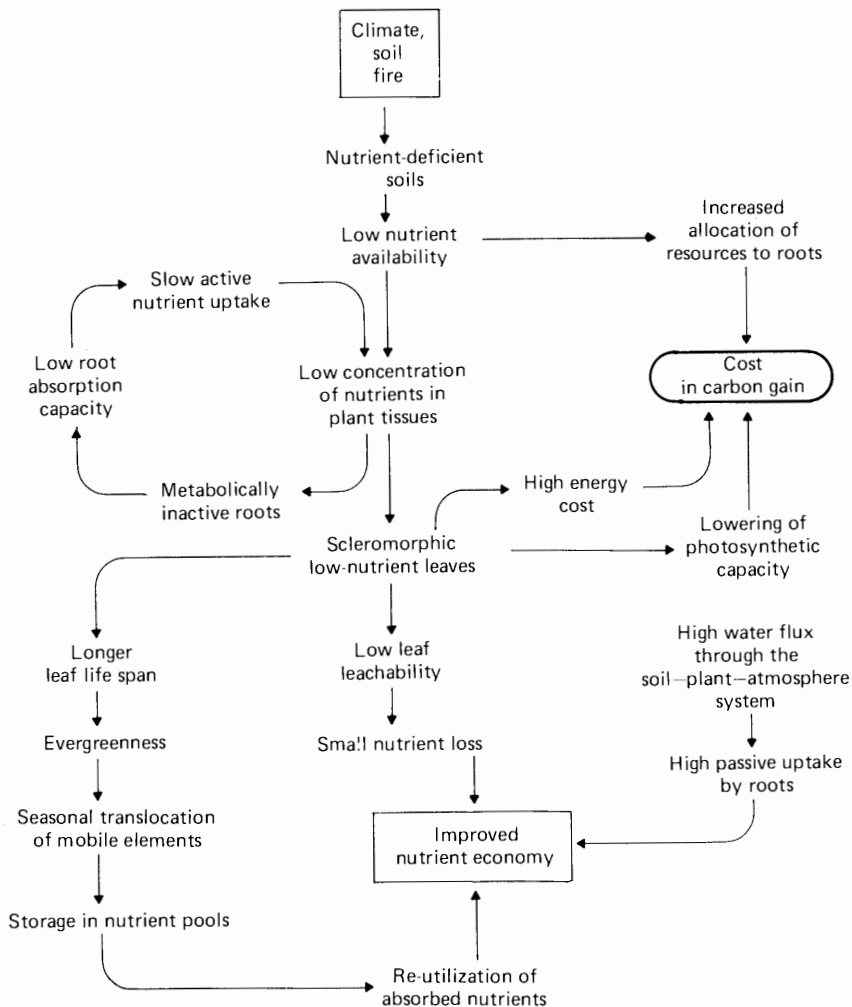 Climate,
soil
fire
Nutrient-deficient
soils
Low nutrient
availability
Increased
allocation of
resources to roots
Slow active
nutrient uptake
Low root
absorption
capacity
Low concentration
of nutrients in
plant tissues
Cost
in carbon gain
Metabolically
inactive roots
High energy
cost
Scleromorphic
low-nutrient leaves
Lowering of
photosynthetic
capacity
Longer
leaf life span
Low leaf
leachability
High water flux
through the
soil–plant–atmosphere
system
Evergreenness
Small nutrient loss
High passive uptake
by roots
Seasonal translocation
of mobile elements
Improved
nutrient economy
Storage in nutrient pools
Re-utilization of
absorbed nutrients